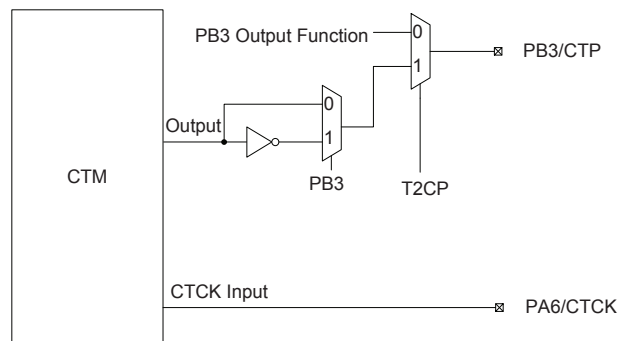 PB3 Output Function
0
1
PB3/CTP
Output
0
1
CTM
PB3
T2CP
CTCK Input
PA6/CTCK